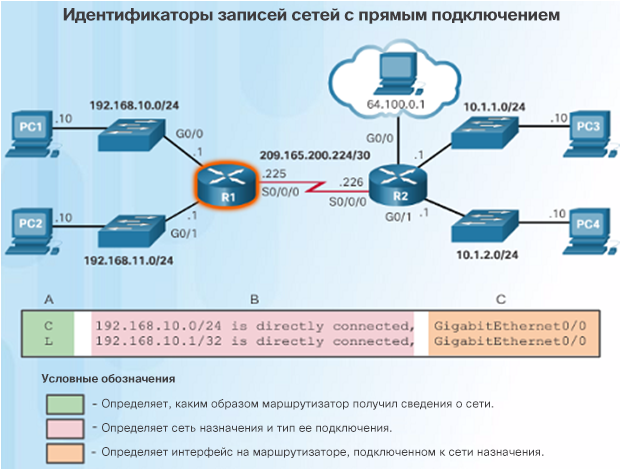 Идентификаторы записей сетей с прямым подключением
64.100.0.1
192.168.10.0/24
10.1.1.0/24
PC1
.10
G0/0
.1
G0/0
.1
.10
PC3
209.165.200.224/30
.225
S0/0/0
R1
.226
S0/0/0
R2
PC2
.10
.1
G0/1
192.168.11.0/24
G0/1
.1
.10
PC4
10.1.2.0/24
A B C
C 192.168.10.0/24 is directly connected, GigabitEthernet0/0
L 192.168.10.1/32 is directly connected, GigabitEthernet0/0
Условные обозначения
- Определяет, каким образом маршрутизатор получил сведения о сети.
- Определяет сеть назначения и тип ее подключения.
- Определяет интерфейс на маршрутизаторе, подключенном к сети назначения.